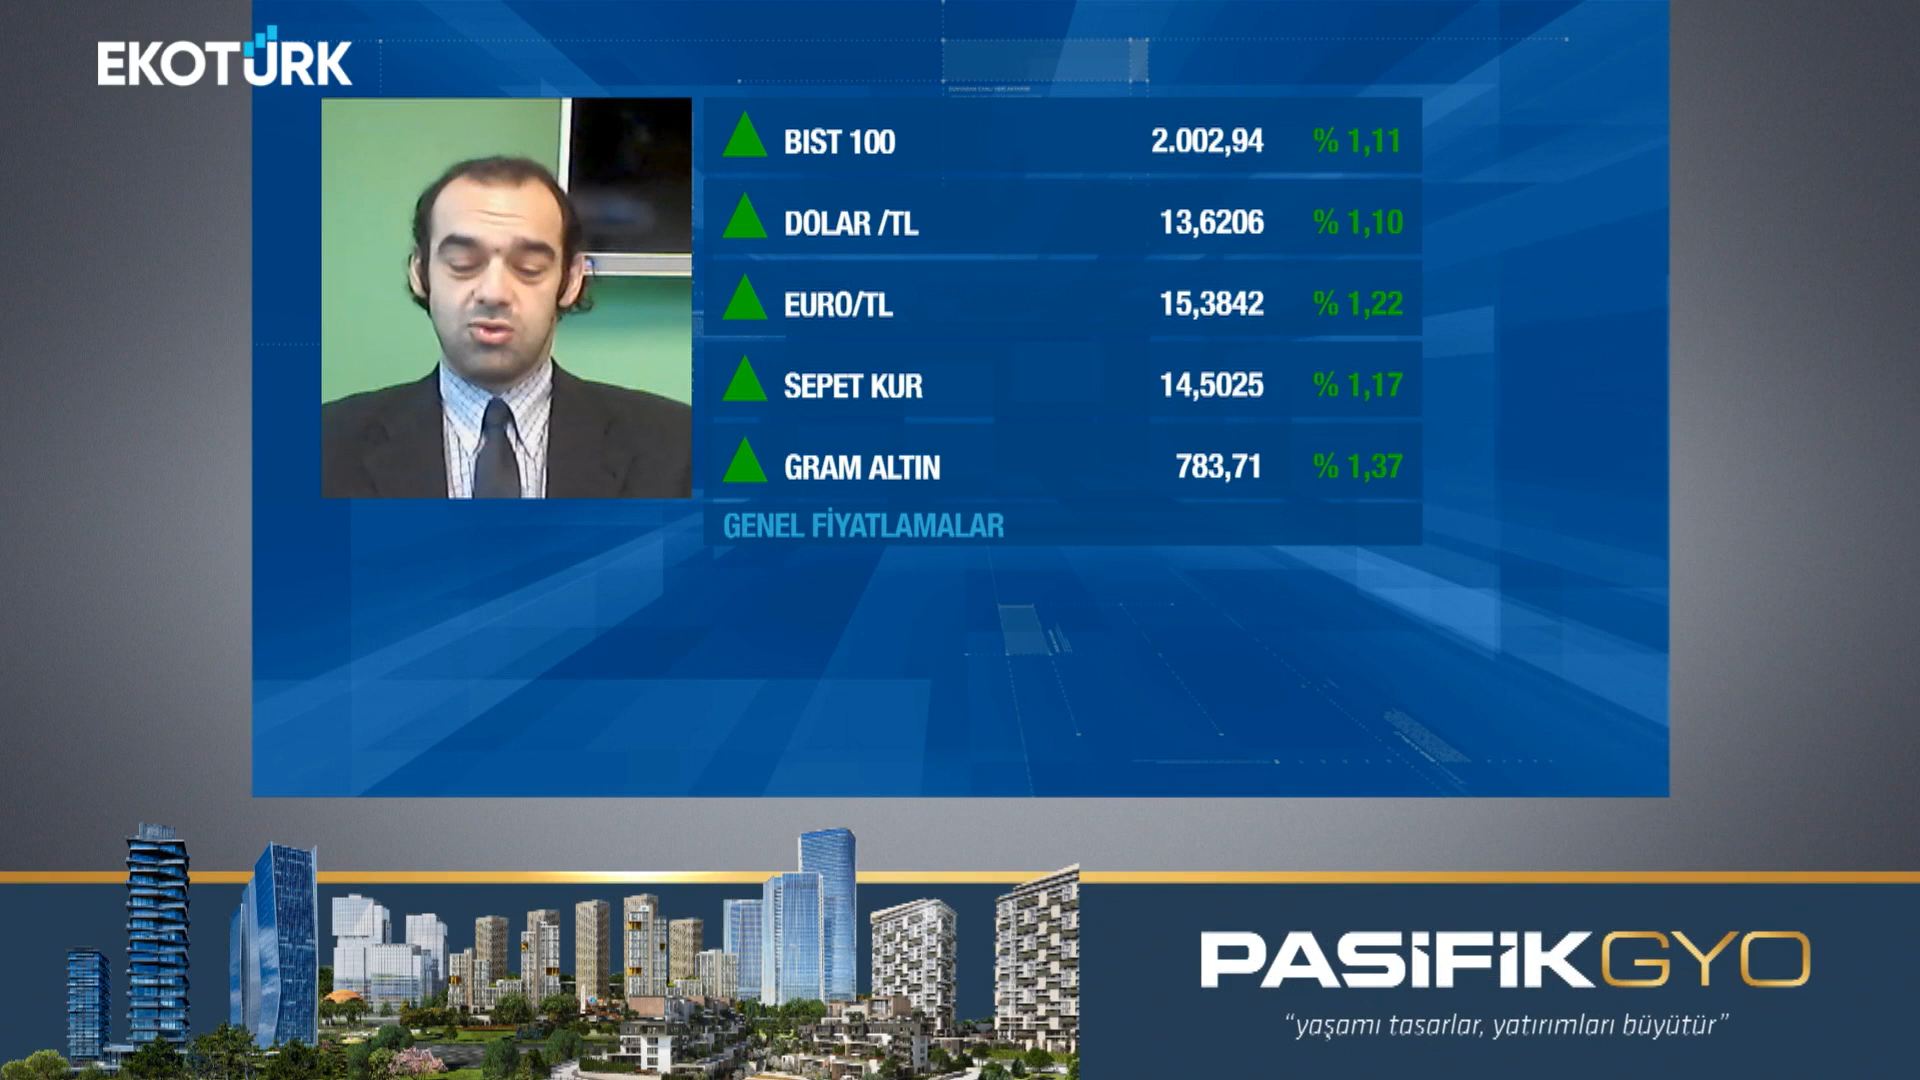 EKOTÜRK
BIST 100 2.002,94 % 1,11
DOLAR /TL 13,6206 % 1,10
EURO/TL 15,3842 % 1,22
SEPET KUR 14,5025 % 1,17
GRAM ALTIN 783,71 % 1,37
GENEL FİYATLAMALAR
PASİFİK GYO
“yaşamı tasarlar, yatırımları büyütür”